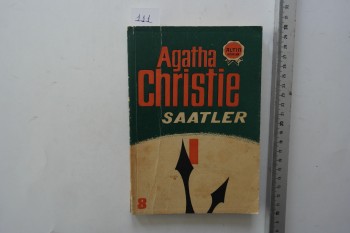 111
Agatha
Christie
SAATLER
8